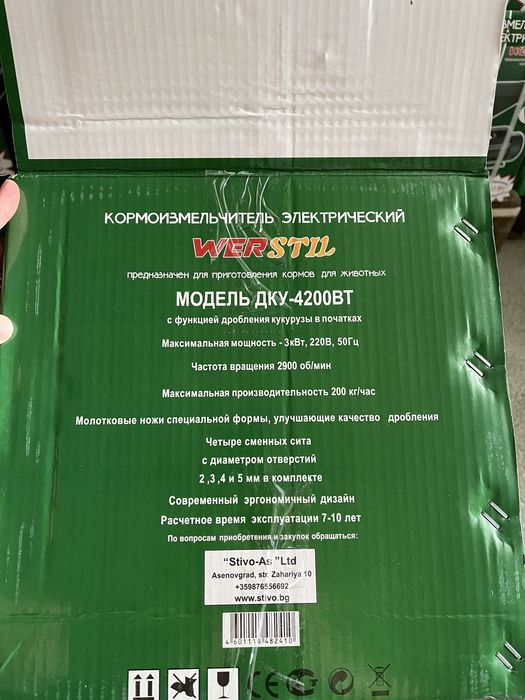 КОРМОИЗМЕЛЬЧИТЕЛЬ ЭЛЕКТРИЧЕСКИЙ
WERSTIL
предназначен для приготовления кормов для животных
МОДЕЛЬ ДКУ-4200ВТ
с функцией дробления кукурузы в початках
Максимальная мощность - 3кВт, 220В, 50Гц
Частота вращения 2900 об/мин
Максимальная производительность 200 кг/час
Молотковые ножи специальной формы, улучшающие качество дробления
Четыре сменных сита
с диаметром отверстий
2 ,3 ,4 и 5 мм в комплекте
Современный эргономичный дизайн
Расчетное время эксплуатации 7-10 лет
По вопросам приобретения и закупок обращаться:
"Stivo-As "Ltd
Asenovgrad, str. Zahariya 10
+359876556692
www.stivo.bg
4601118482410
CE